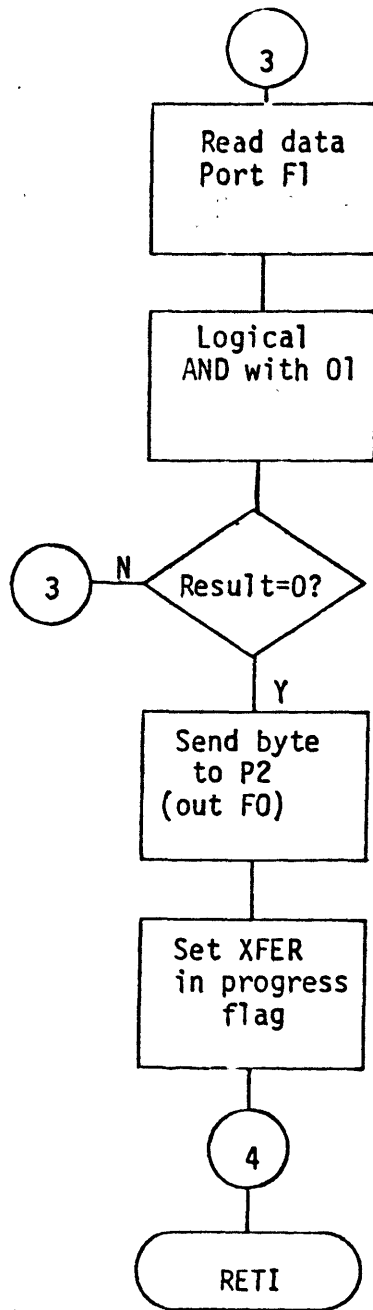 3
Read data
Port F1
Logical
AND with 01
3
N
Result=0?
Y
Send byte
to P2
(out F0)
Set XFER
in progress
flag
4
RETI